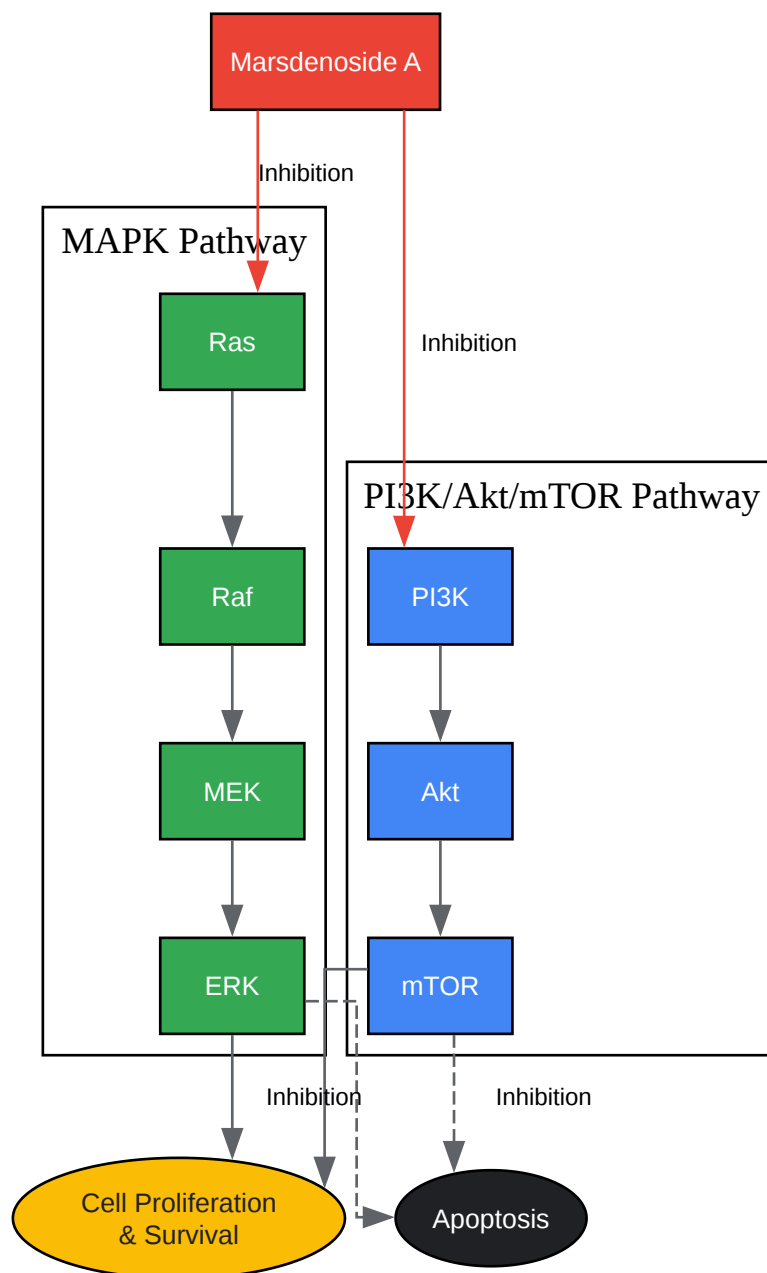 Marsdenoside A
Inhibition
MAPK Pathway
Ras
Inhibition
PI3K/Akt/mTOR Pathway
Raf
PI3K
MEK
Akt
ERK
mTOR
Inhibition
Inhibition
Cell Proliferation
& Survival
Apoptosis